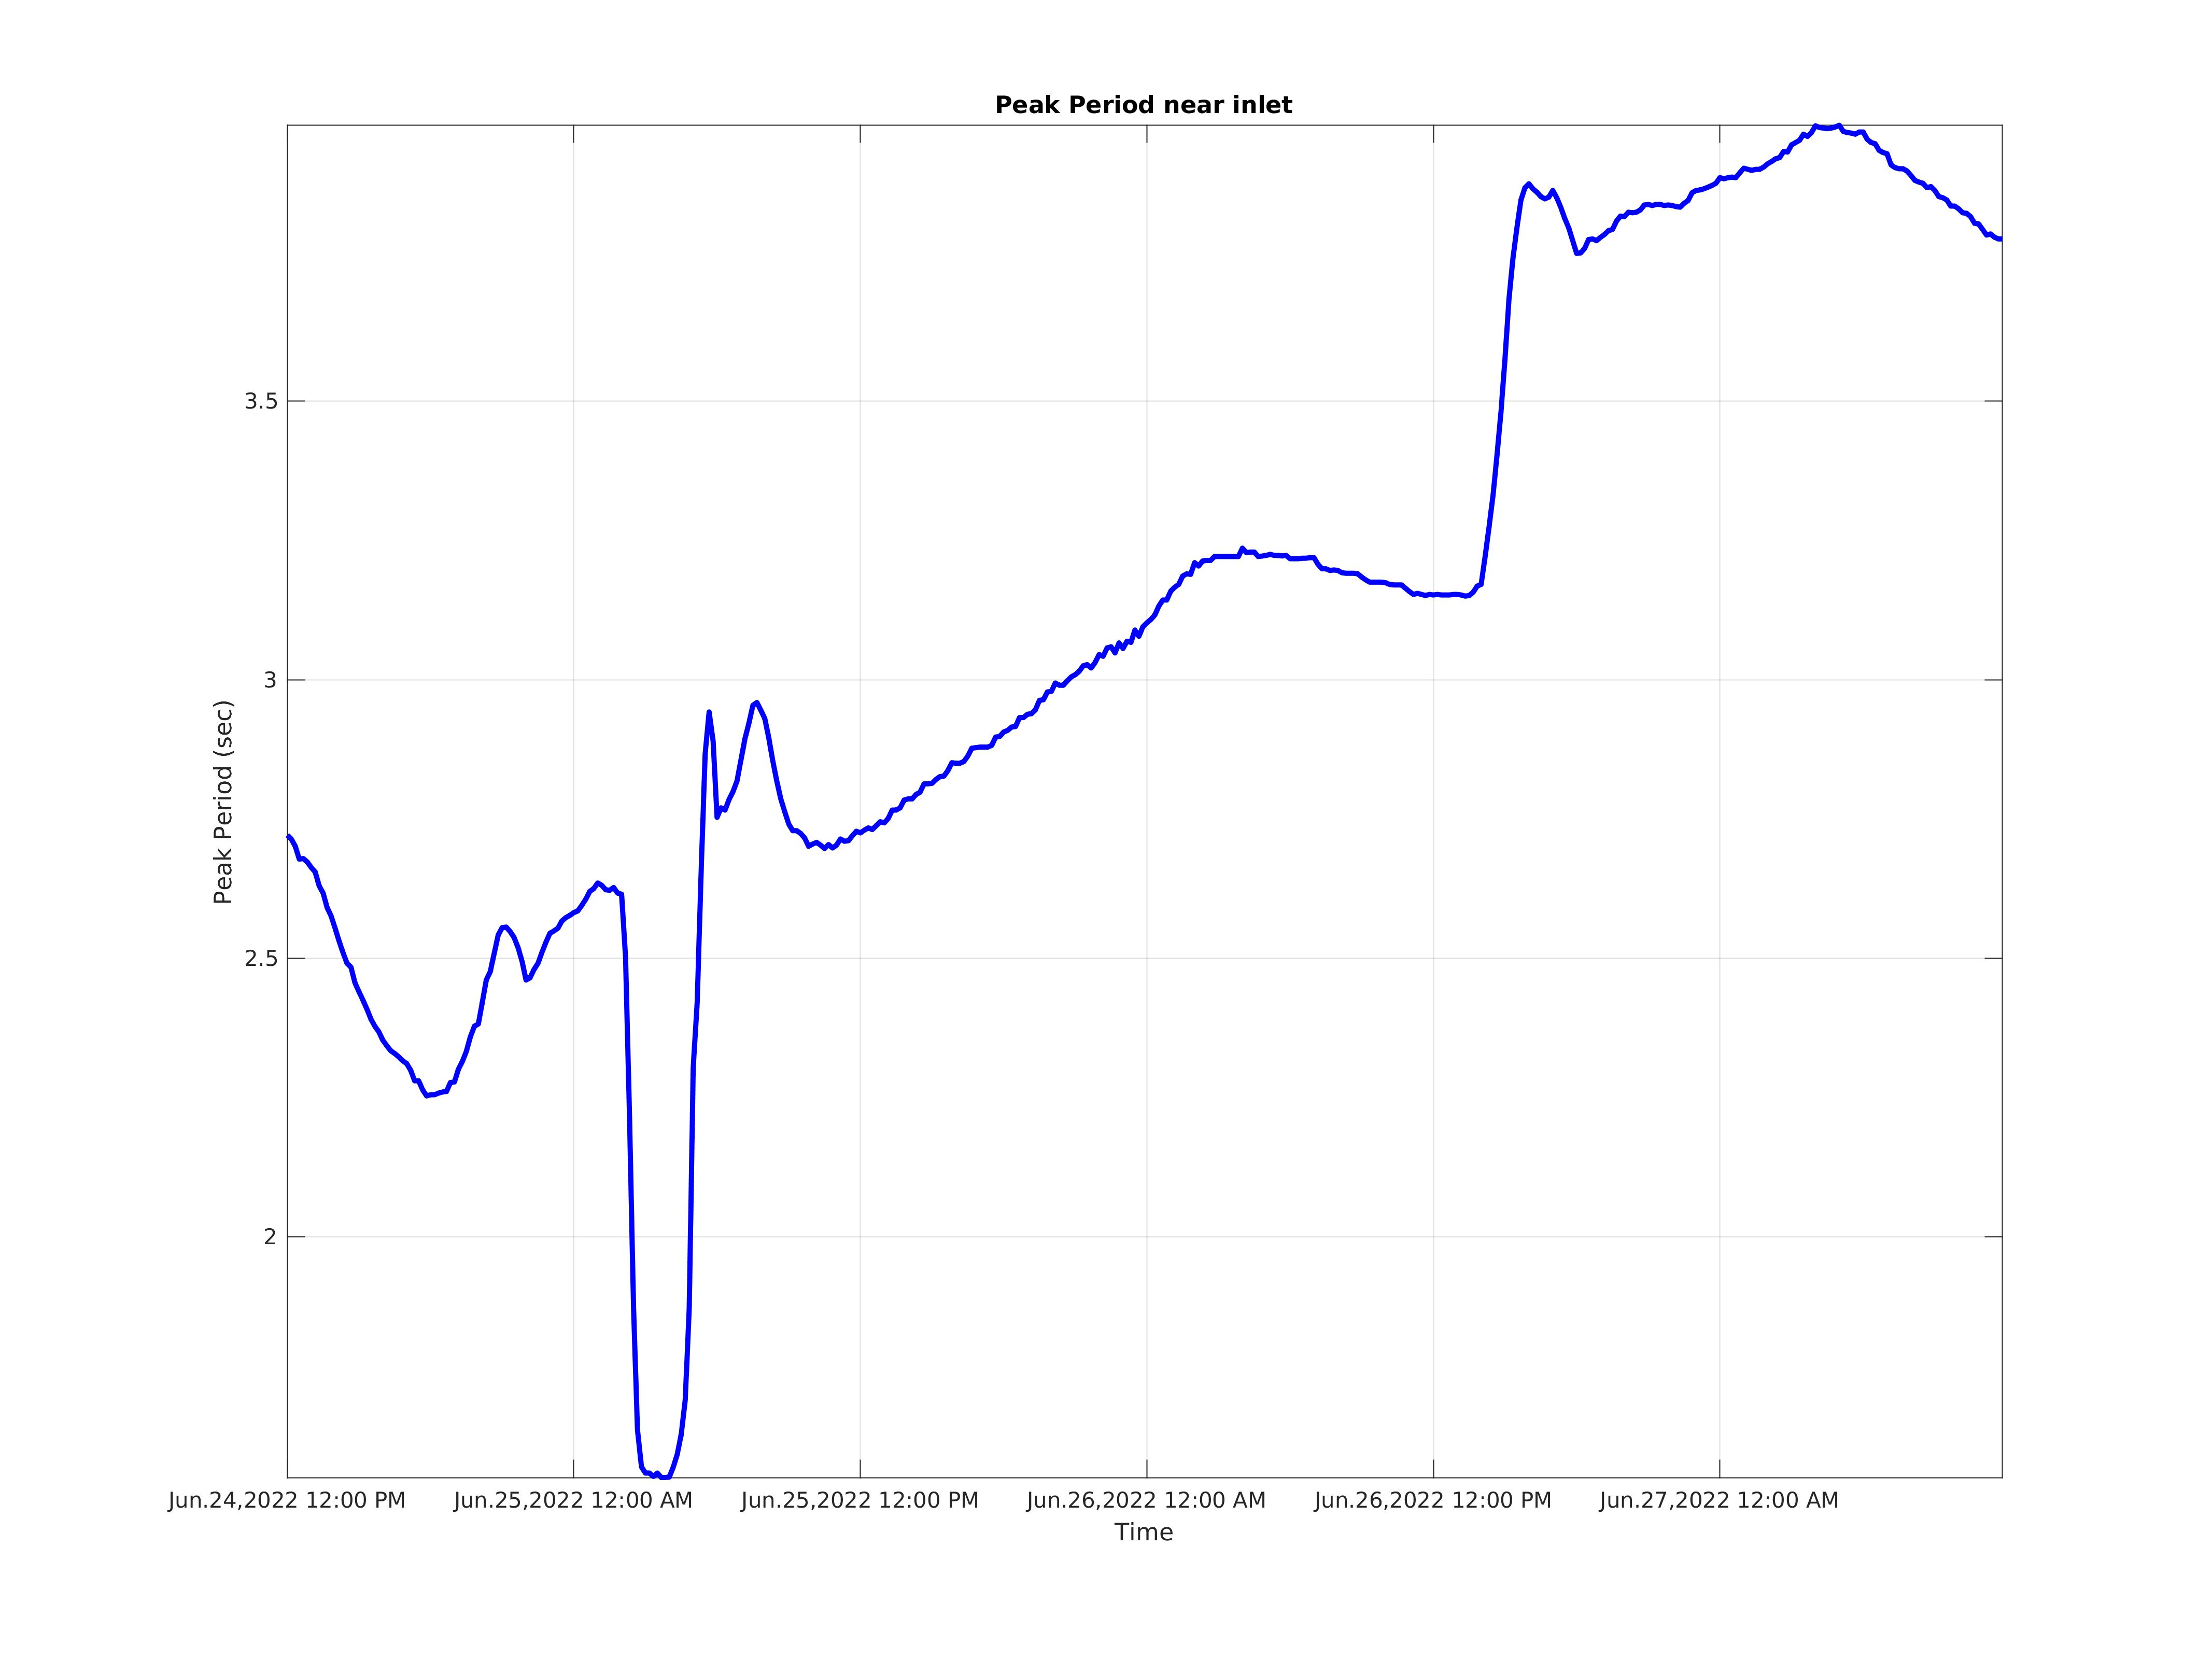 Peak Period near inlet
Peak Period (sec)
3.5
3
2.5
2
Jun.24,2022 12:00 PM
Jun.25,2022 12:00 AM
Jun.25,2022 12:00 PM
Jun.26,2022 12:00 AM
Jun.26,2022 12:00 PM
Jun.27,2022 12:00 AM
Time